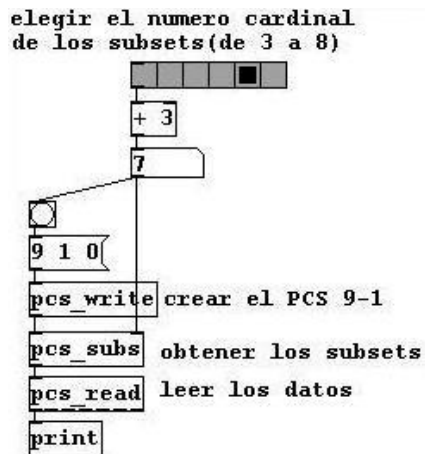 elegir el numero cardinal
de los subsets(de 3 a 8)
+ 3
7
9 1 0
pcs_write crear el PCS 9-1
pcs_subs obtener los subsets
pcs_read leer los datos
print